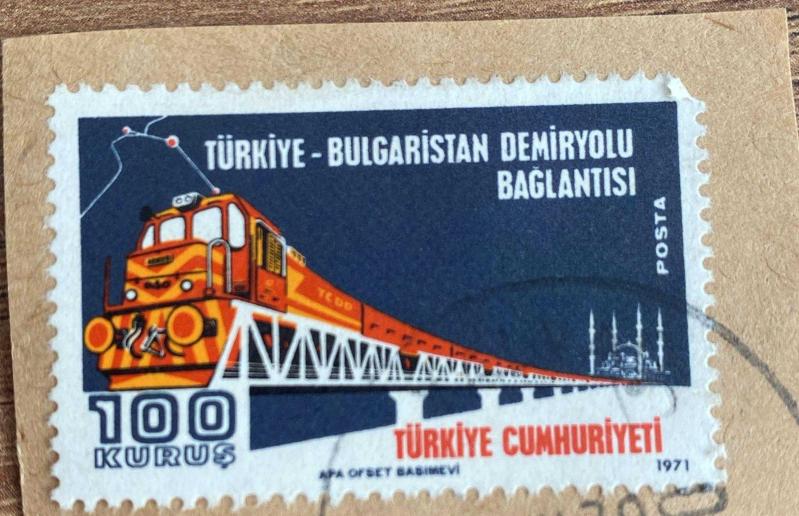 TÜRKİYE - BULGARİSTAN DEMİRYOLU
BAĞLANTISI
POSTA
TCDD
100
KURUŞ
TÜRKİYE CUMHURİYETİ
APA OFSET BASIMEVİ
1971